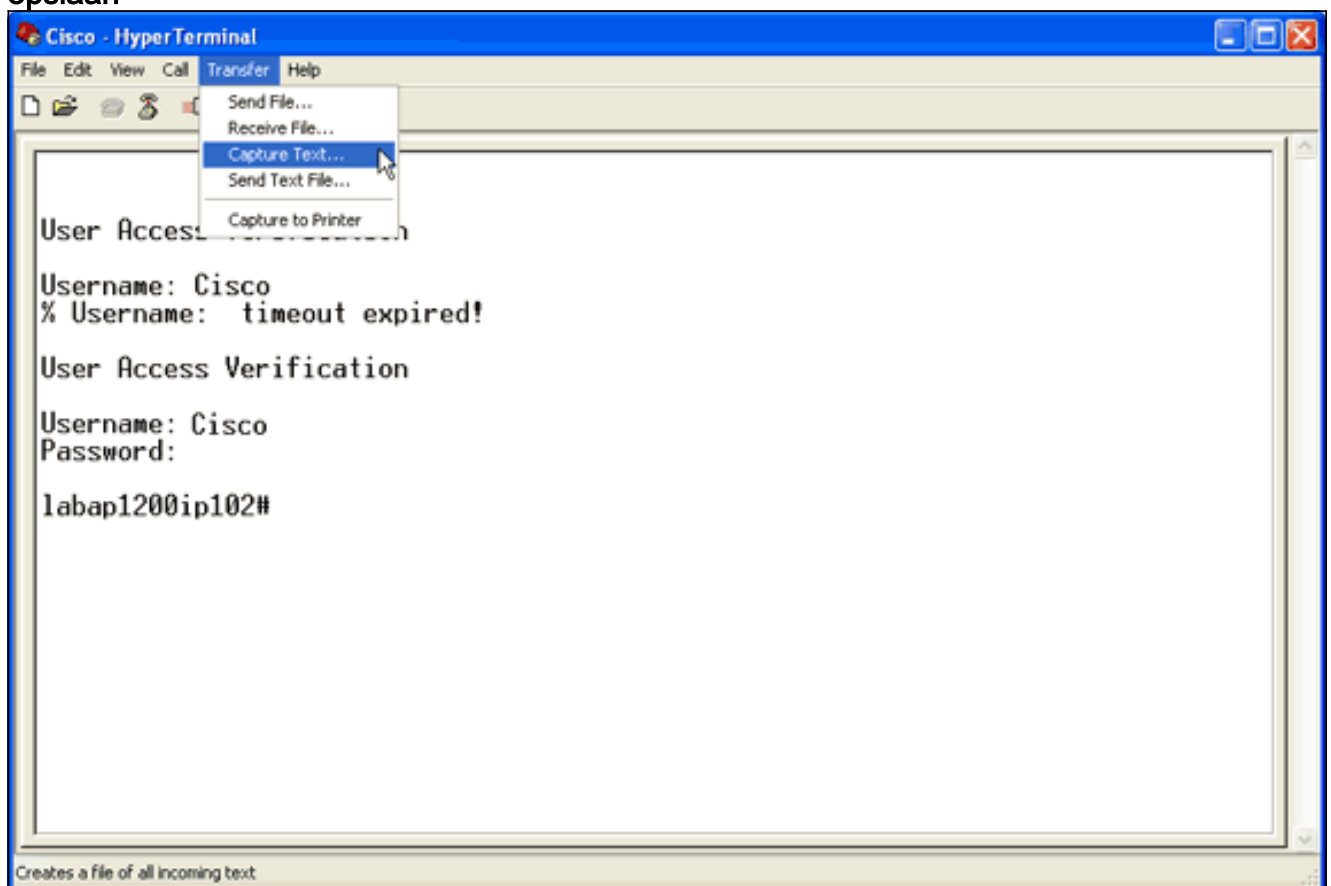 opslaan
Cisco - HyperTerminal
File Edit View Call Transfer Help
Send File...
Receive File...
Capture Text...
Send Text File...
Capture to Printer
User Access
Username: Cisco
% Username:  timeout expired!
User Access Verification
Username: Cisco
Password:
labap1200ip102#
Creates a file of all incoming text